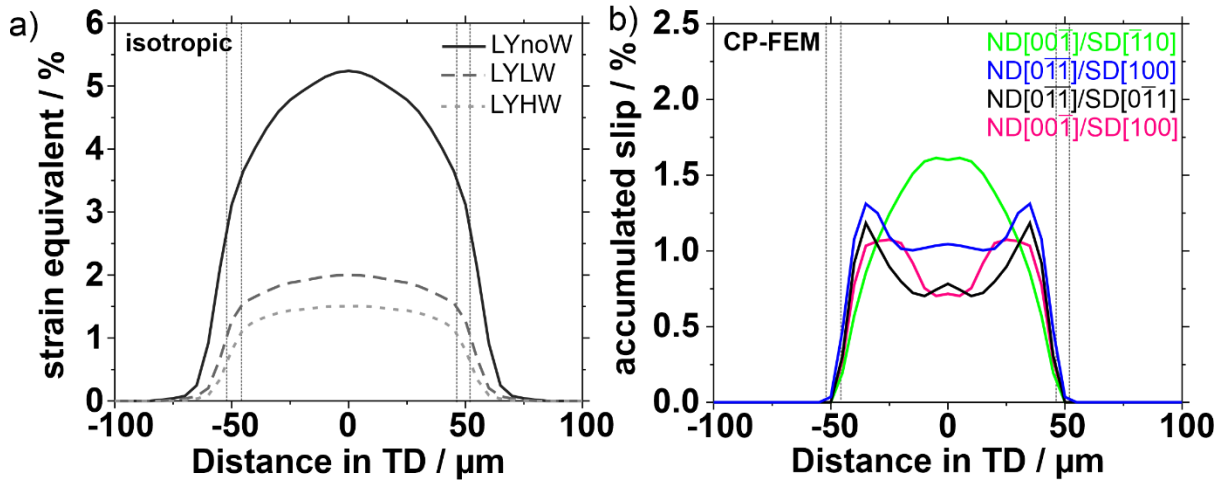 a)
isotropic
LYnoW
LYLW
LYHW
strain equivalent / %
6
5
4
3
2
1
0
-100
-50
0
50
100
Distance in TD / µm
b)
CP-FEM
ND[001̅]/SD[1̅10]
ND[01̅1̅]/SD[100]
ND[01̅1̅]/SD[01̅1]
ND[001̅]/SD[100]
accumulated slip / %
2.5
2.0
1.5
1.0
0.5
0.0
-100
-50
0
50
100
Distance in TD / µm